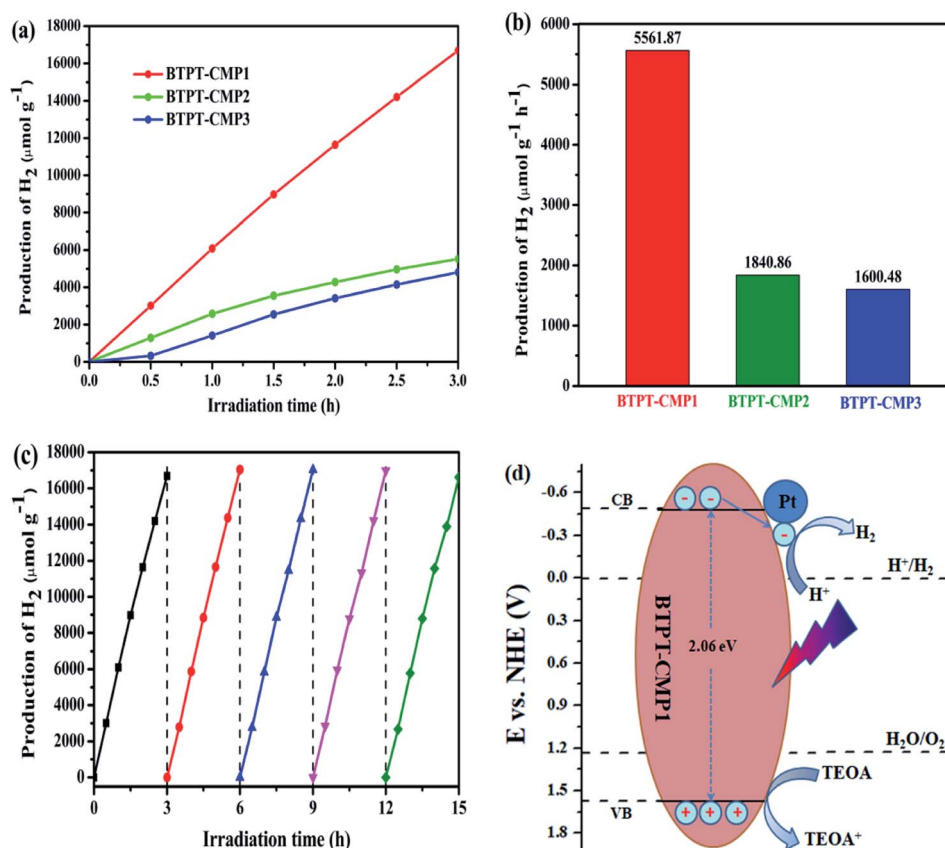 (a)
18000
16000
14000
12000
10000
8000
6000
4000
2000
0
Production of H2 (μmol g−1)
BTPT-CMP1
BTPT-CMP2
BTPT-CMP3
0.0 0.5 1.0 1.5 2.0 2.5 3.0
Irradiation time (h)
(b)
6000
5000
4000
3000
2000
1000
0
Production of H2 (μmol g−1 h−1)
5561.87
1840.86
1600.48
BTPT-CMP1 BTPT-CMP2 BTPT-CMP3
(c)
18000
16000
14000
12000
10000
8000
6000
4000
2000
0
Production of H2 (μmol g−1)
0 3 6 9 12 15
Irradiation time (h)
(d)
-0.6
-0.3
0.0
0.3
0.6
0.9
1.2
1.5
1.8
E vs. NHE (V)
CB
VB
BTPT-CMP1
2.06 eV
- - -
Pt
H2
H+/H2
H+
H2O/O2
TEOA
TEOA+
+ + +